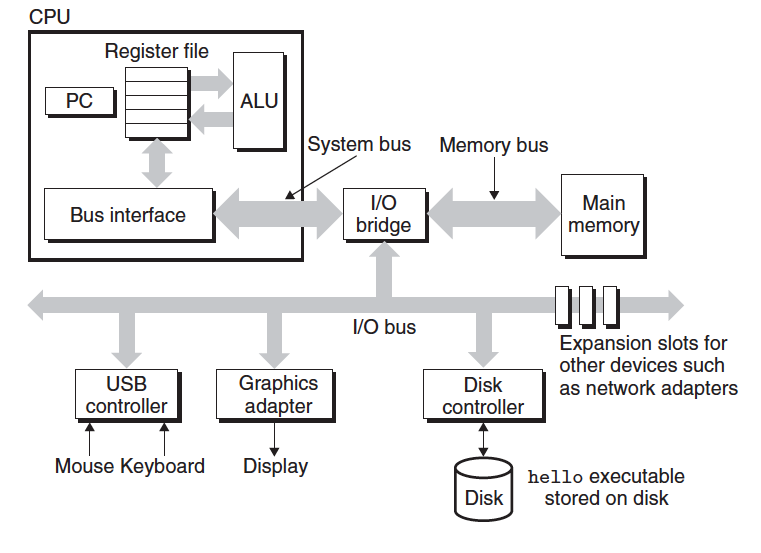 CPU
Register file
PC
ALU
System bus
Memory bus
Bus interface
I/O
bridge
Main
memory
I/O bus
Expansion slots for
other devices such
as network adapters
USB
controller
Graphics
adapter
Disk
controller
Mouse Keyboard
Display
Disk
hello executable
stored on disk